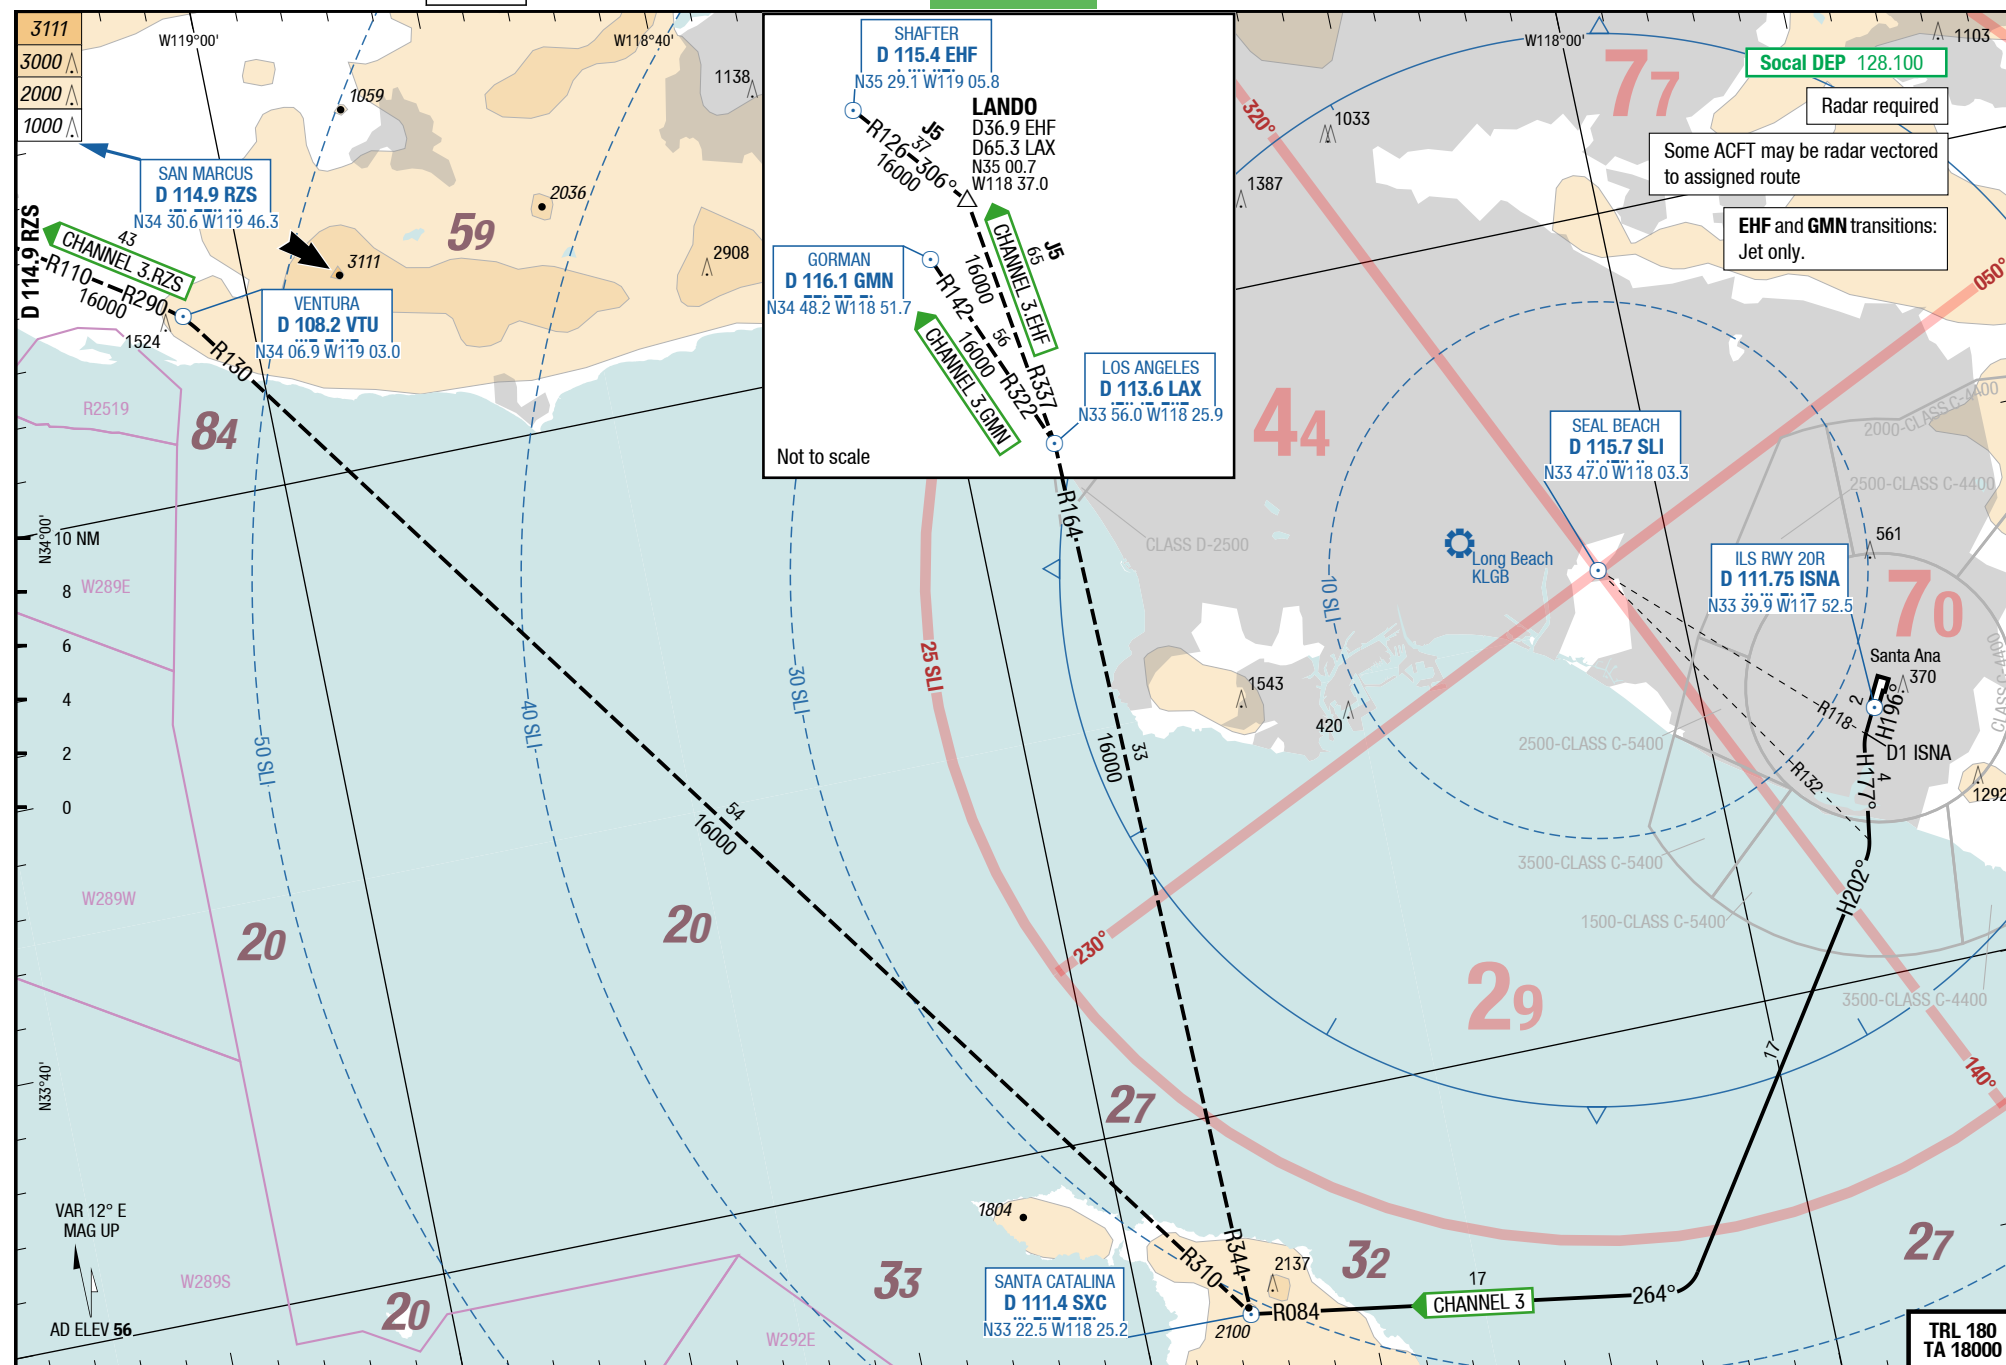 3111
3000
2000
1000
W119°00'
W118°40'
W118°00'
1059
1138
2036
2908
3111
1524
59
84
SAN MARCUS
D 114.9 RZS
N34 30.6 W119 46.3
D 114.9 RZS
43
CHANNEL 3.RZS
R110
R290
16000
VENTURA
D 108.2 VTU
N34 06.9 W119 03.0
R130
R2519
SHAFTER
D 115.4 EHF
N35 29.1 W119 05.8
LANDO
D36.9 EHF
D65.3 LAX
N35 00.7
W118 37.0
J5
37
R126
306°
16000
GORMAN
D 116.1 GMN
N34 48.2 W118 51.7
J5
65
CHANNEL 3.EHF
16000
R337
R142
56
16000
R322
CHANNEL 3.GMN
LOS ANGELES
D 113.6 LAX
N33 56.0 W118 25.9
Not to scale
1103
Socal DEP 128.100
Radar required
Some ACFT may be radar vectored
to assigned route
EHF and GMN transitions:
Jet only.
320°
050°
77
1033
1387
44
2000-CLASS C-4400
2500-CLASS C-4400
SEAL BEACH
D 115.7 SLI
N33 47.0 W118 03.3
CLASS D-2500
Long Beach
KLGB
561
ILS RWY 20R
D 111.75 ISNA
N33 39.9 W117 52.5
70
Santa Ana
370
2
H196°
D1 ISNA
R118
R132
4
H177°
H202°
1292
CLASS C-4400
2500-CLASS C-5400
3500-CLASS C-5400
1500-CLASS C-5400
3500-CLASS C-4400
N34°00'
10 NM
8
6
4
2
0
W289E
W289W
N33°40'
50 SLI
40 SLI
30 SLI
25 SLI
10 SLI
R164
33
16000
54
16000
1543
420
230°
140°
20
20
29
27
17
VAR 12° E
MAG UP
AD ELEV 56
W289S
20
33
W292E
1804
SANTA CATALINA
D 111.4 SXC
N33 22.5 W118 25.2
R310
R344
2137
2100
R084
32
17
CHANNEL 3
264°
27
TRL 180
TA 18000